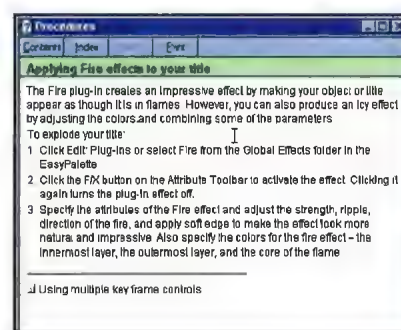 Procedures
Contents Index Print
Applying Fire effects to your title
The Fire plug-in creates an impressive effect by making your object or title
appear as though it is in flames. However, you can also produce an icy effect
by adjusting the colors and combining some of the parameters
To explode your title:
1 Click Edit: Plug-ins or select Fire from the Global Effects folder in the
EasyPalette
2 Click the F/X button on the Attribute Toolbar to activate the effect. Clicking it
again turns the plug-in effect off.
3 Specify the attributes of the Fire effect and adjust the strength, ripple,
direction of the fire, and apply soft edge to make the effect look more
natural and impressive. Also specify the colors for the fire effect – the
innermost layer, the outermost layer, and the core of the flame
Using multiple key frame controls